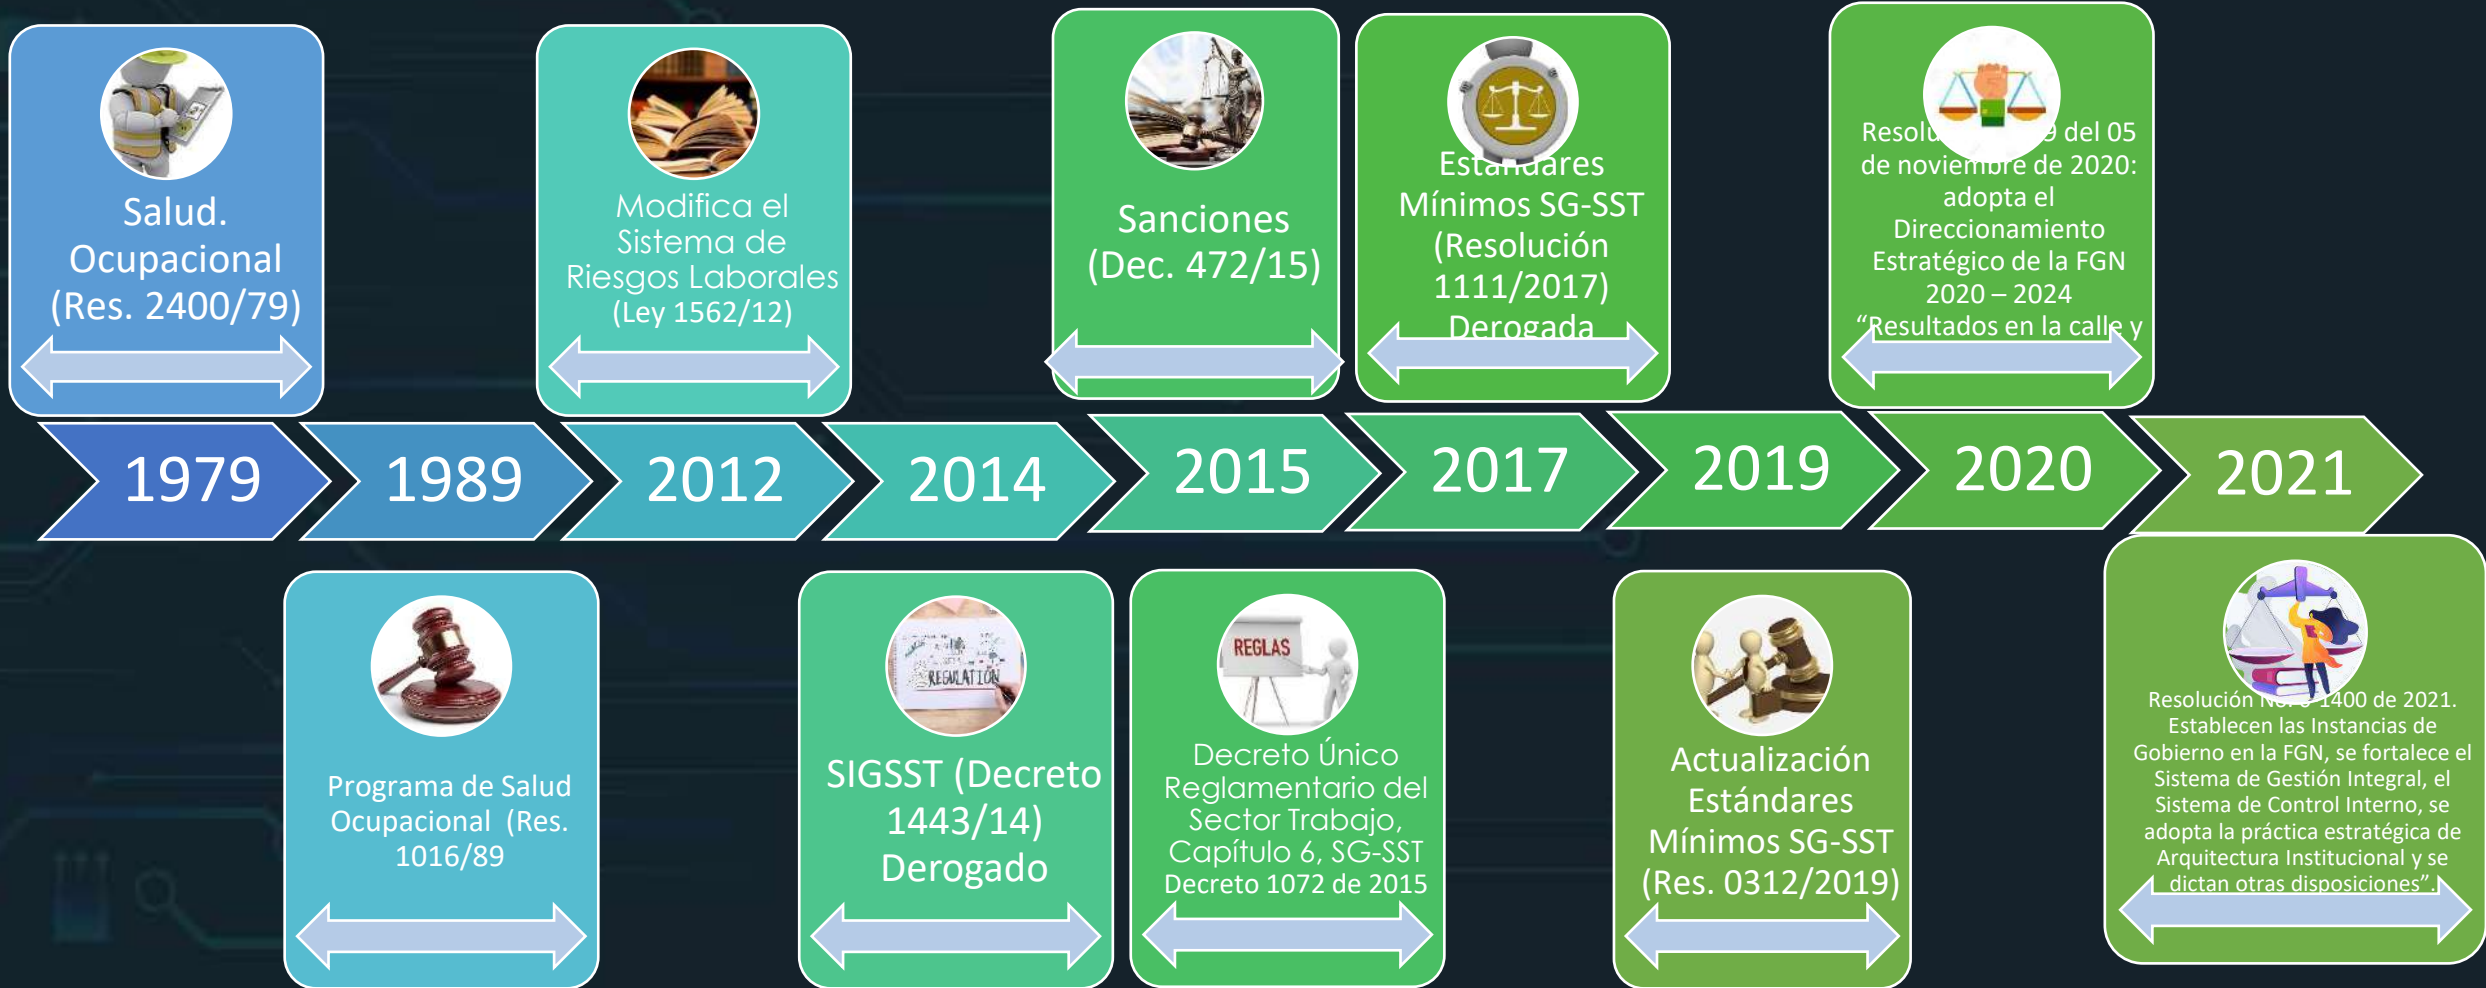 Salud.
Ocupacional
(Res. 2400/79)
Modifica el
Sistema de
Riesgos Laborales
(Ley 1562/12)
Sanciones
(Dec. 472/15)
Estándares
Mínimos SG-SST
(Resolución
1111/2017)
Derogada
del 05
de noviembre de 2020:
adopta el
Direccionamiento
Estratégico de la FGN
2020 – 2024
“Resultados en la calle y
1979
1989
2012
2014
2015
2017
2019
2020
2021
Programa de Salud
Ocupacional (Res.
1016/89
REGULATION
SIGSST (Decreto
1443/14)
Derogado
REGLAS
Decreto Único
Reglamentario del
Sector Trabajo,
Capítulo 6, SG-SST
Decreto 1072 de 2015
Actualización
Estándares
Mínimos SG-SST
(Res. 0312/2019)
Resolución 1400 de 2021.
Establecen las Instancias de
Gobierno en la FGN, se fortalece el
Sistema de Gestión Integral, el
Sistema de Control Interno, se
adopta la práctica estratégica de
Arquitectura Institucional y se
dictan otras disposiciones”.